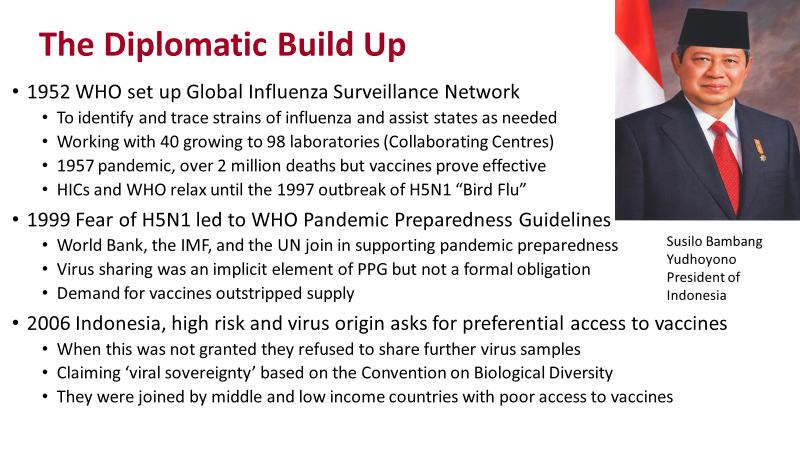 The Diplomatic Build Up
• 1952 WHO set up Global Influenza Surveillance Network
• To identify and trace strains of influenza and assist states as needed
• Working with 40 growing to 98 laboratories (Collaborating Centres)
• 1957 pandemic, over 2 million deaths but vaccines prove effective
• HICs and WHO relax until the 1997 outbreak of H5N1 “Bird Flu”
• 1999 Fear of H5N1 led to WHO Pandemic Preparedness Guidelines
• World Bank, the IMF, and the UN join in supporting pandemic preparedness
• Virus sharing was an implicit element of PPG but not a formal obligation
• Demand for vaccines outstripped supply
• 2006 Indonesia, high risk and virus origin asks for preferential access to vaccines
• When this was not granted they refused to share further virus samples
• Claiming ‘viral sovereignty’ based on the Convention on Biological Diversity
• They were joined by middle and low income countries with poor access to vaccines
Susilo Bambang
Yudhoyono
President of
Indonesia